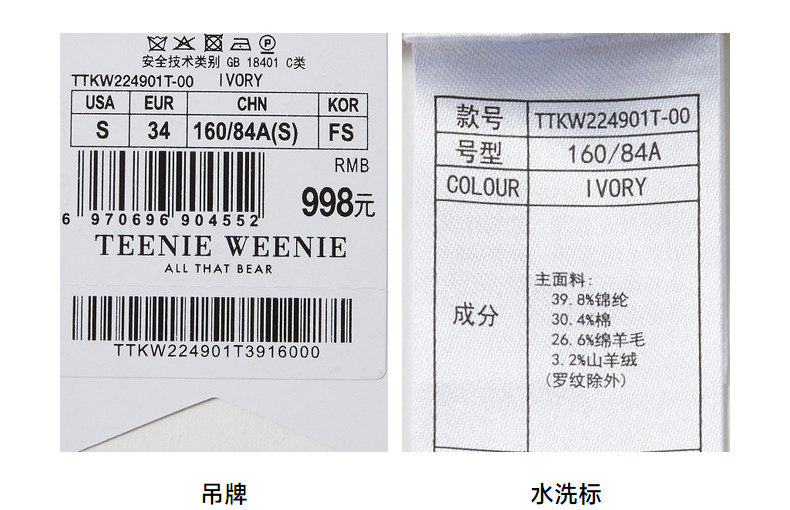 安全技术类别 GB 18401 C类
TTKW224901T-00 IVORY
USA EUR CHN KOR
S 34 160/84A(S) FS
RMB
998元
6 970696 904552
TEENIE WEENIE
ALL THAT BEAR
TTKW224901T3916000
吊牌
款号 TTKW224901T-00
号型 160/84A
COLOUR IVORY
成分
主面料:
39.8%锦纶
30.4%棉
26.6%绵羊毛
3.2%山羊绒
(罗纹除外)
水洗标